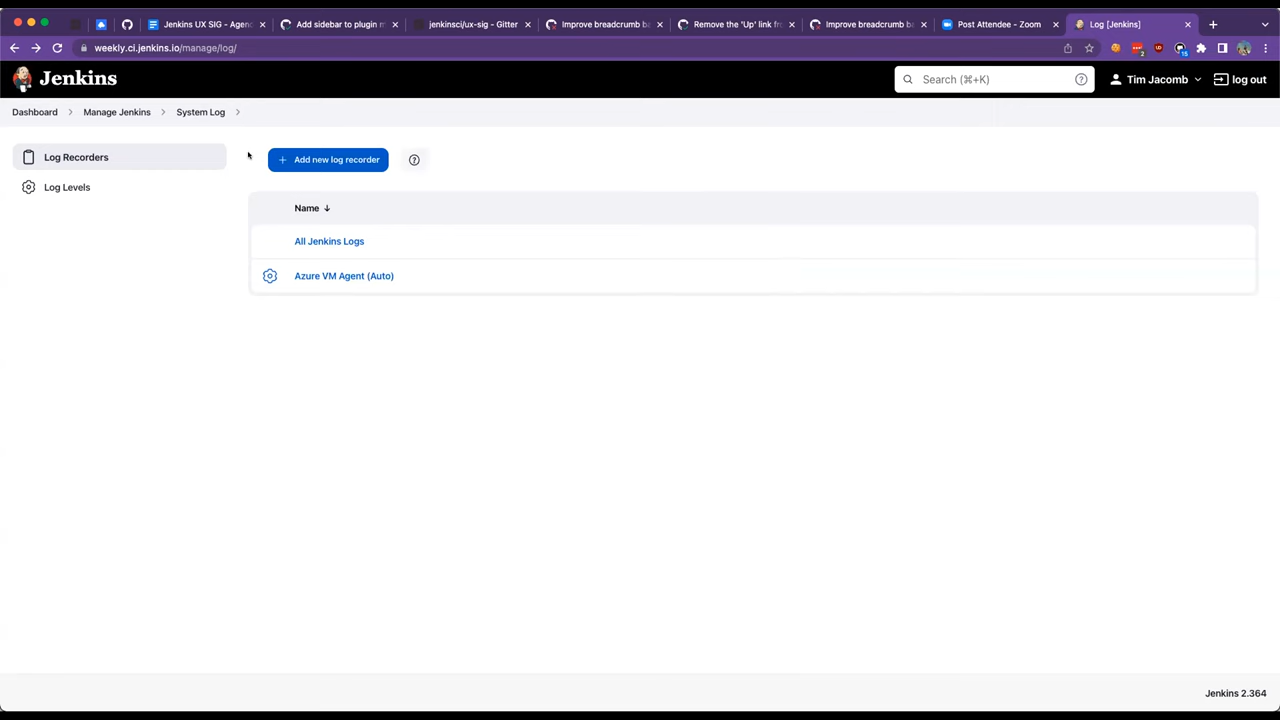 Jenkins UX SIG - Agend
Add sidebar to plugin m
jenkinsci/ux-sig - Gitter
Improve breadcrumb ba
Remove the 'Up' link fro
Improve breadcrumb ba
Post Attendee - Zoom
Log [Jenkins]
weekly.ci.jenkins.io/manage/log/
Jenkins
Search (⌘+K)
Tim Jacomb
log out
Dashboard
Manage Jenkins
System Log
Log Recorders
Log Levels
Add new log recorder
Name ↓
All Jenkins Logs
Azure VM Agent (Auto)
Jenkins 2.364